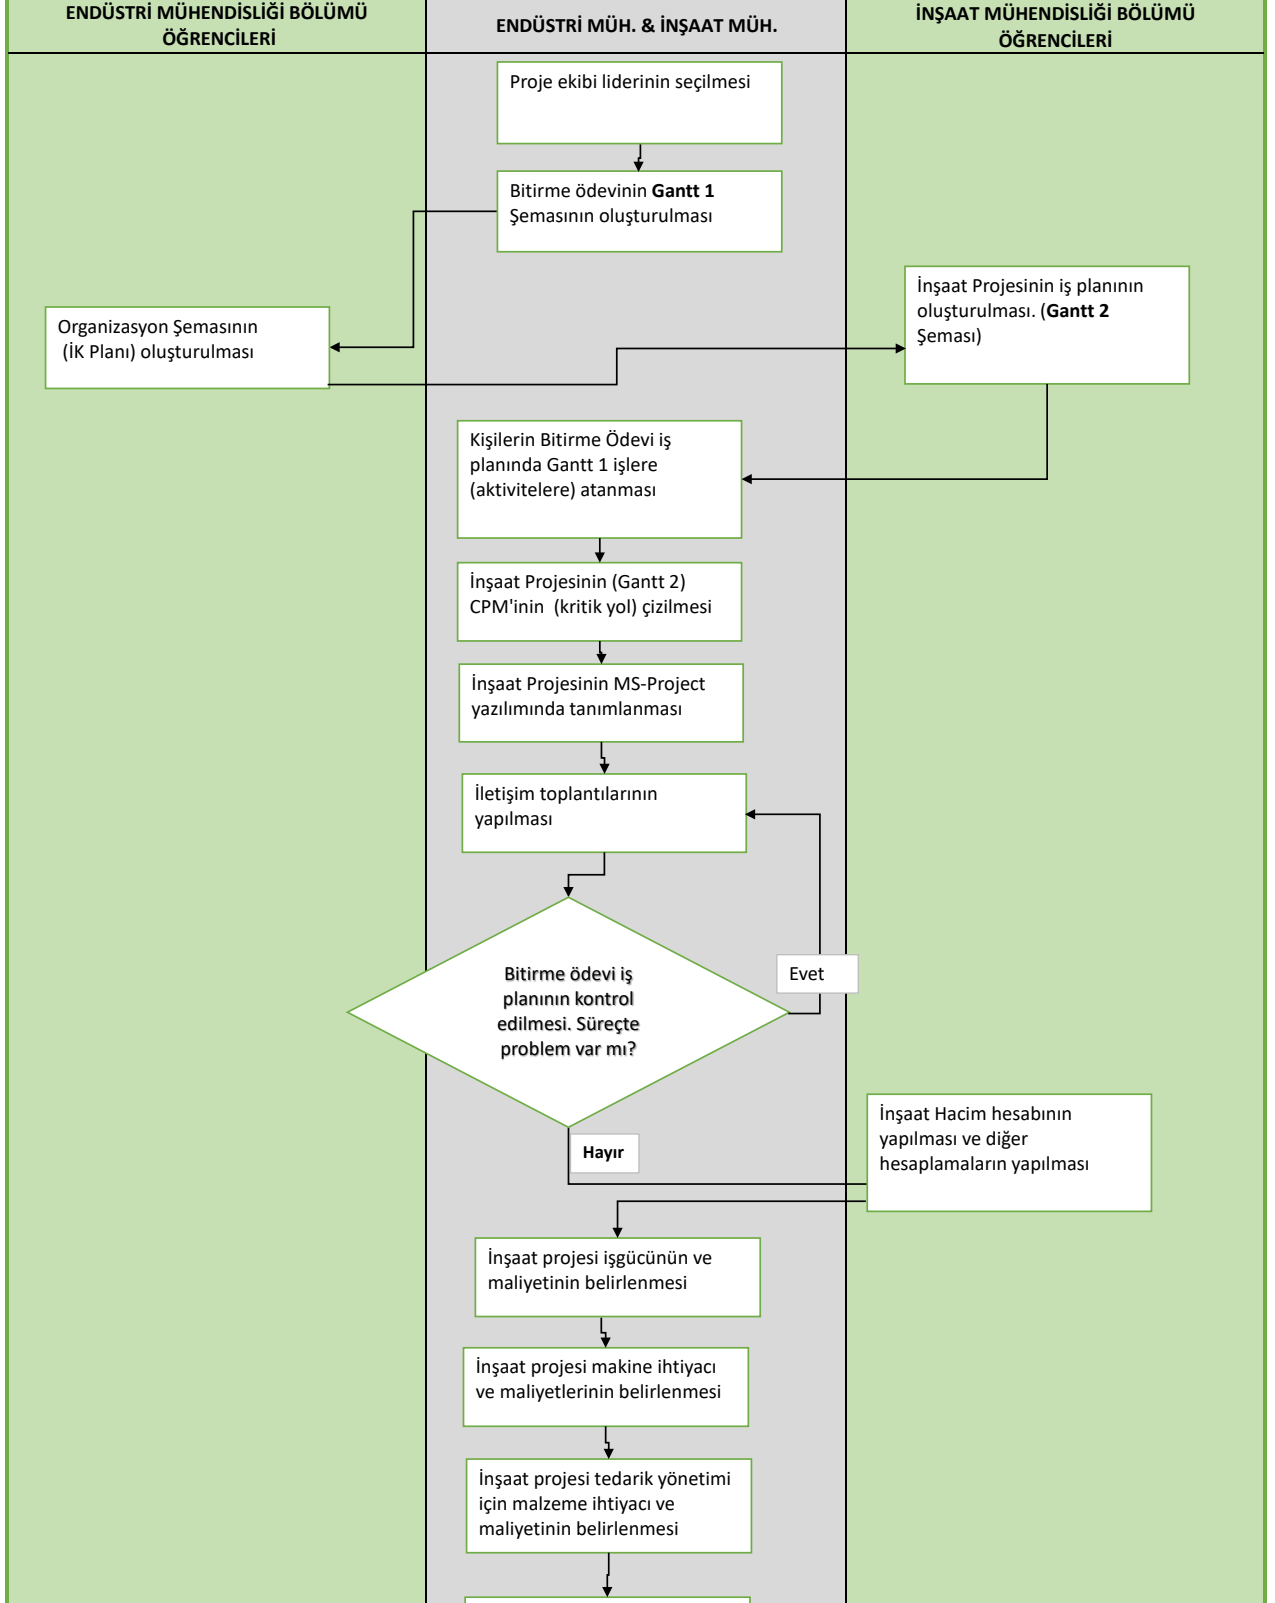 ENDÜSTRİ MÜHENDİSLİĞİ BÖLÜMÜ
ÖĞRENCİLERİ
ENDÜSTRİ MÜH. & İNŞAAT MÜH.
İNŞAAT MÜHENDİSLİĞİ BÖLÜMÜ
ÖĞRENCİLERİ
Proje ekibi liderinin seçilmesi
Bitirme ödevinin Gantt 1
Şemasının oluşturulması
Organizasyon Şemasının
(İK Planı) oluşturulması
İnşaat Projesinin iş planının
oluşturulması. (Gantt 2
Şeması)
Kişilerin Bitirme Ödevi iş
planında Gantt 1 işlere
(aktivitelere) atanması
İnşaat Projesinin (Gantt 2)
CPM'inin (kritik yol) çizilmesi
İnşaat Projesinin MS-Project
yazılımında tanımlanması
İletişim toplantılarının
yapılması
Bitirme ödevi iş
planının kontrol
edilmesi. Süreçte
problem var mı?
Evet
Hayır
İnşaat Hacim hesabının
yapılması ve diğer
hesaplamaların yapılması
İnşaat projesi işgücünün ve
maliyetinin belirlenmesi
İnşaat projesi makine ihtiyacı
ve maliyetlerinin belirlenmesi
İnşaat projesi tedarik yönetimi
için malzeme ihtiyacı ve
maliyetinin belirlenmesi